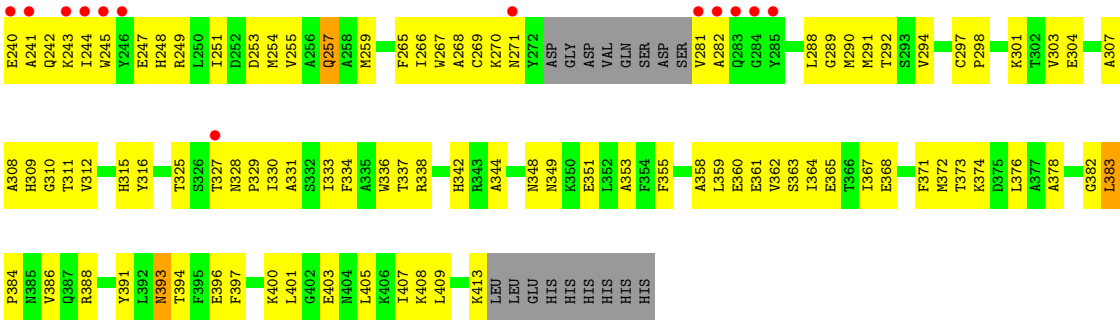 E240 A241 Q242 K243 I244 W245 Y246 E247 H248 R249 L250 I251 D252 D253 M254 V255 A256 Q257 A258 M259 F265 I266 W267 A268 C269 K270 N271 Y272 ASP GLY ASP VAL GLN SER ASP SER V281 A282 Q283 G284 Y285 L288 G289 M290 M291 T292 S293 V294 C297 P298 K301 T302 V303 E304 A307
A308 H309 G310 T311 V312 H315 Y316 T325 S326 T327 N328 P329 I330 A331 S332 I333 F334 A335 W336 T337 R338 H342 R343 A344 N348 N349 K350 E351 L352 A353 F354 F355 A358 L359 E360 E361 V362 S363 I364 E365 T366 I367 E368 F371 M372 T373 K374 D375 L376 A377 A378 G382 L383
P384 N385 V386 Q387 R388 Y391 L392 N393 T394 F395 E396 F397 K400 L401 G402 E403 N404 L405 K406 I407 K408 L409 K413 LEU LEU GLU HIS HIS HIS HIS HIS HIS